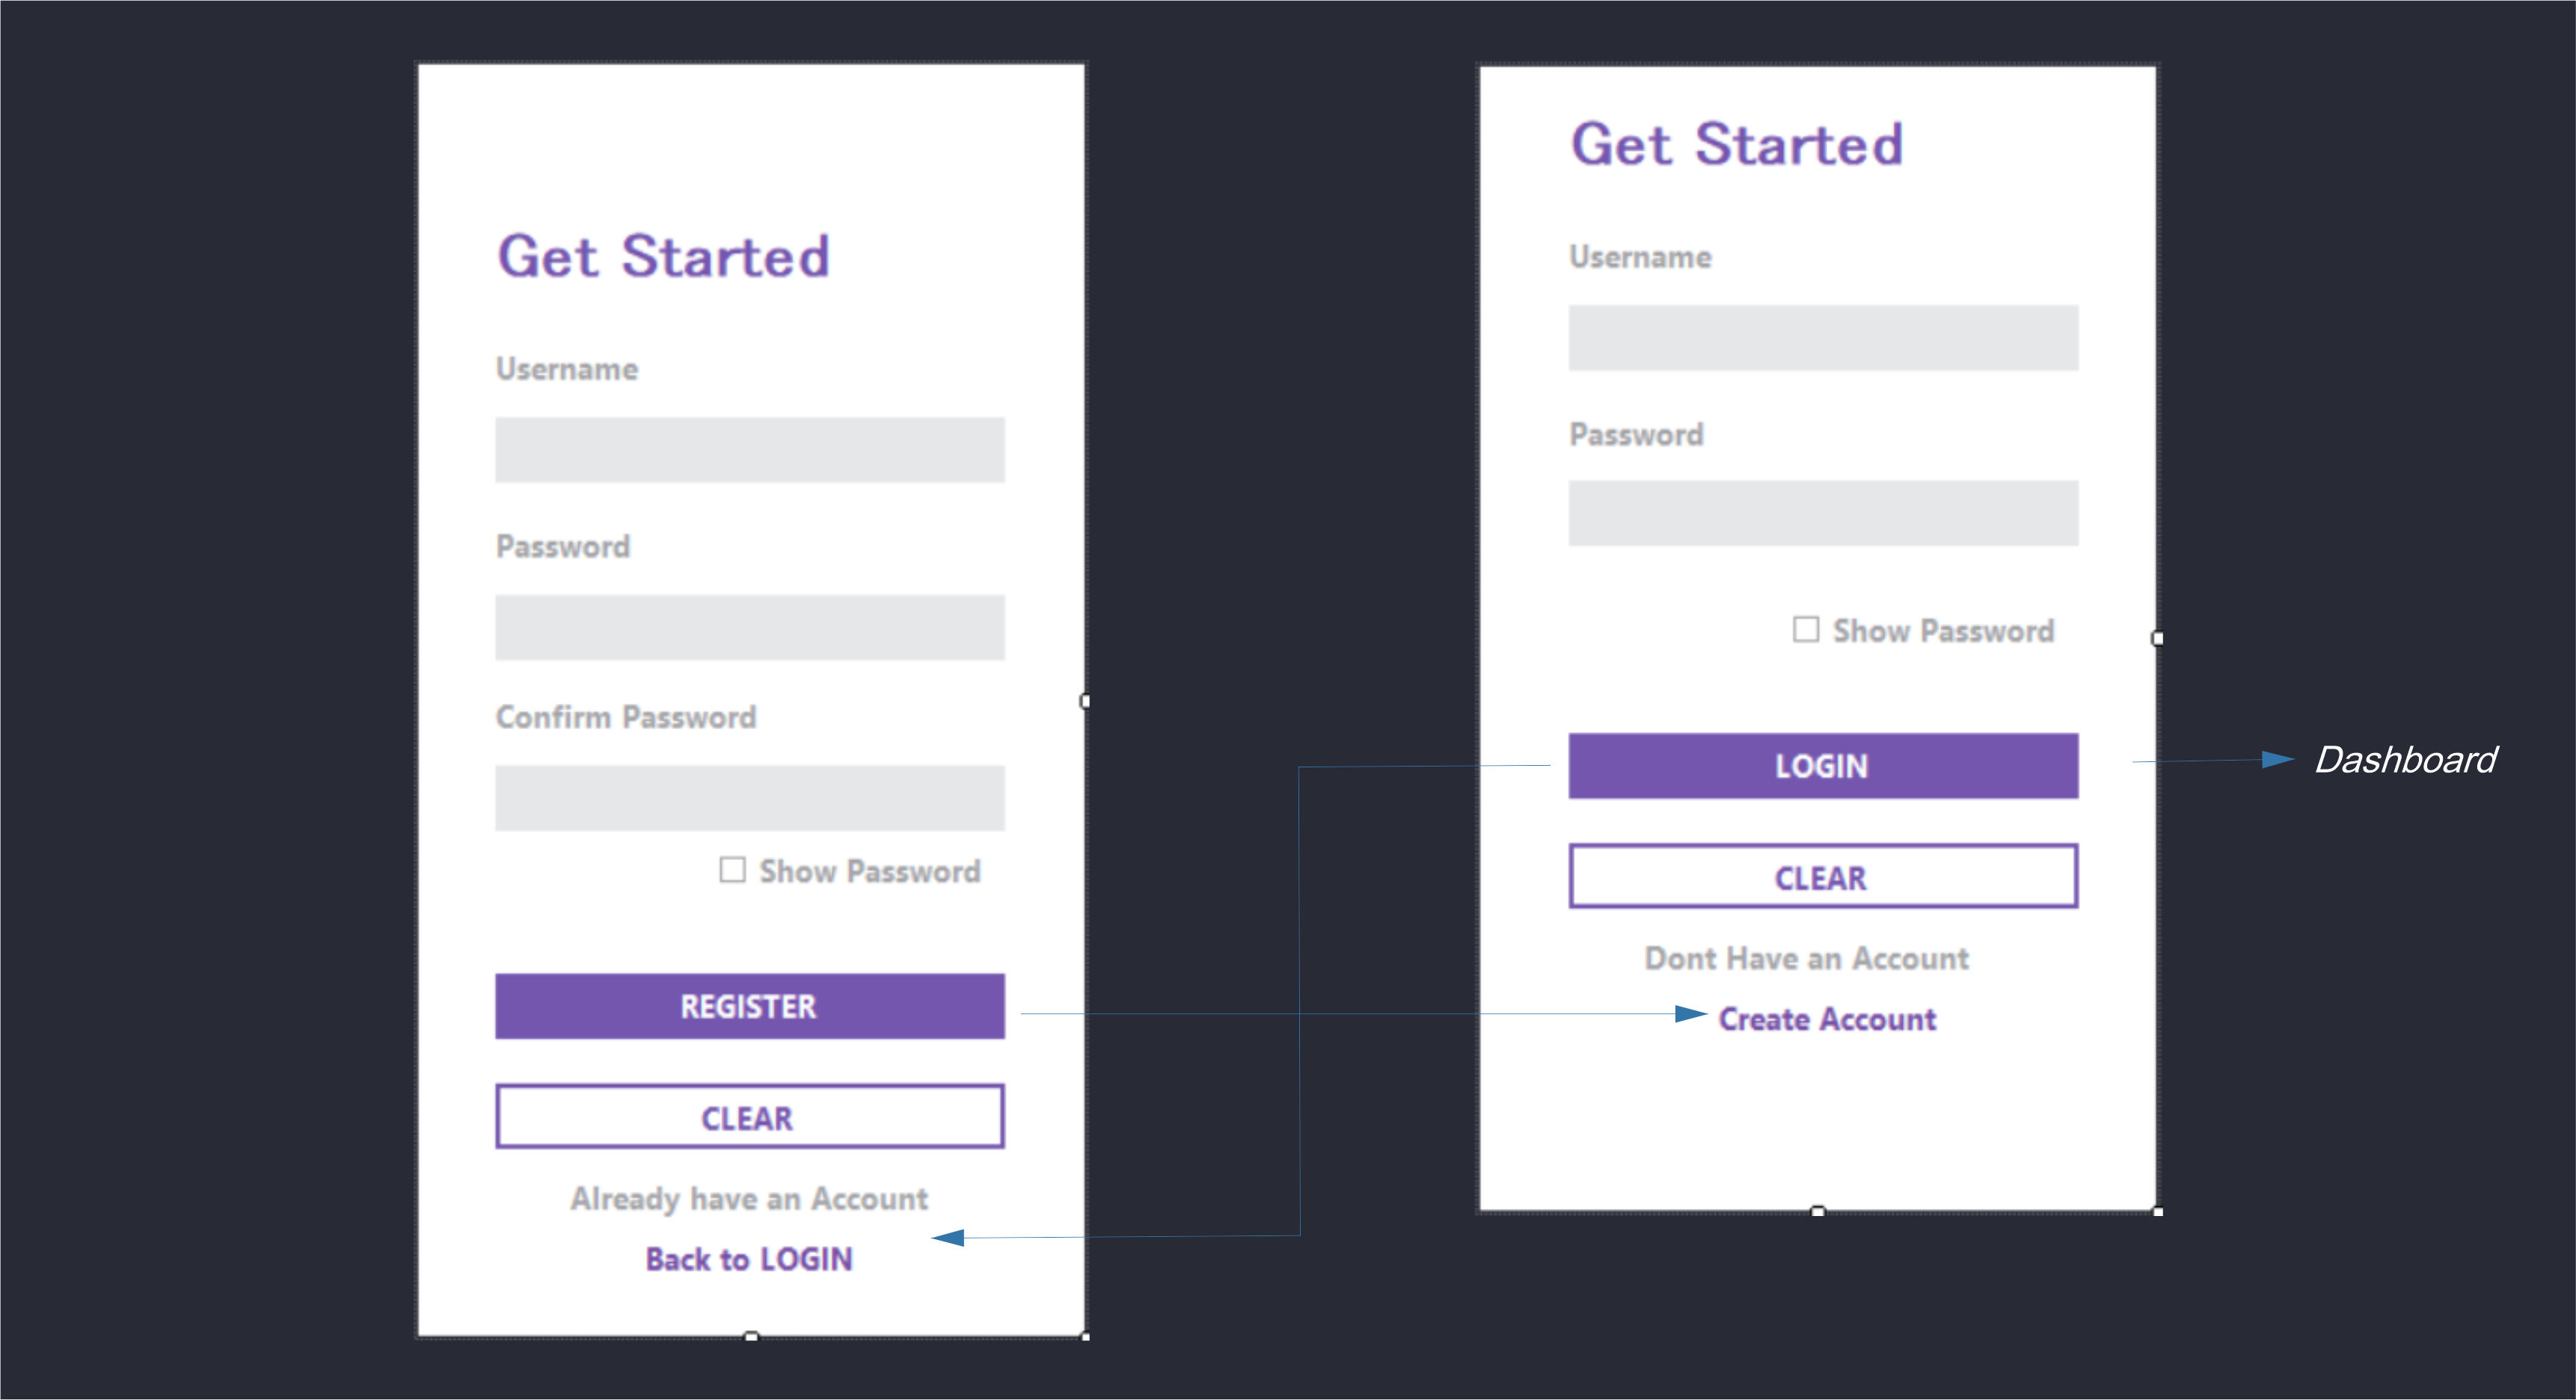 Get Started
Username
Password
Confirm Password
Show Password
REGISTER
CLEAR
Already have an Account
Back to LOGIN
Get Started
Username
Password
Show Password
LOGIN
CLEAR
Dont Have an Account
Create Account
Dashboard